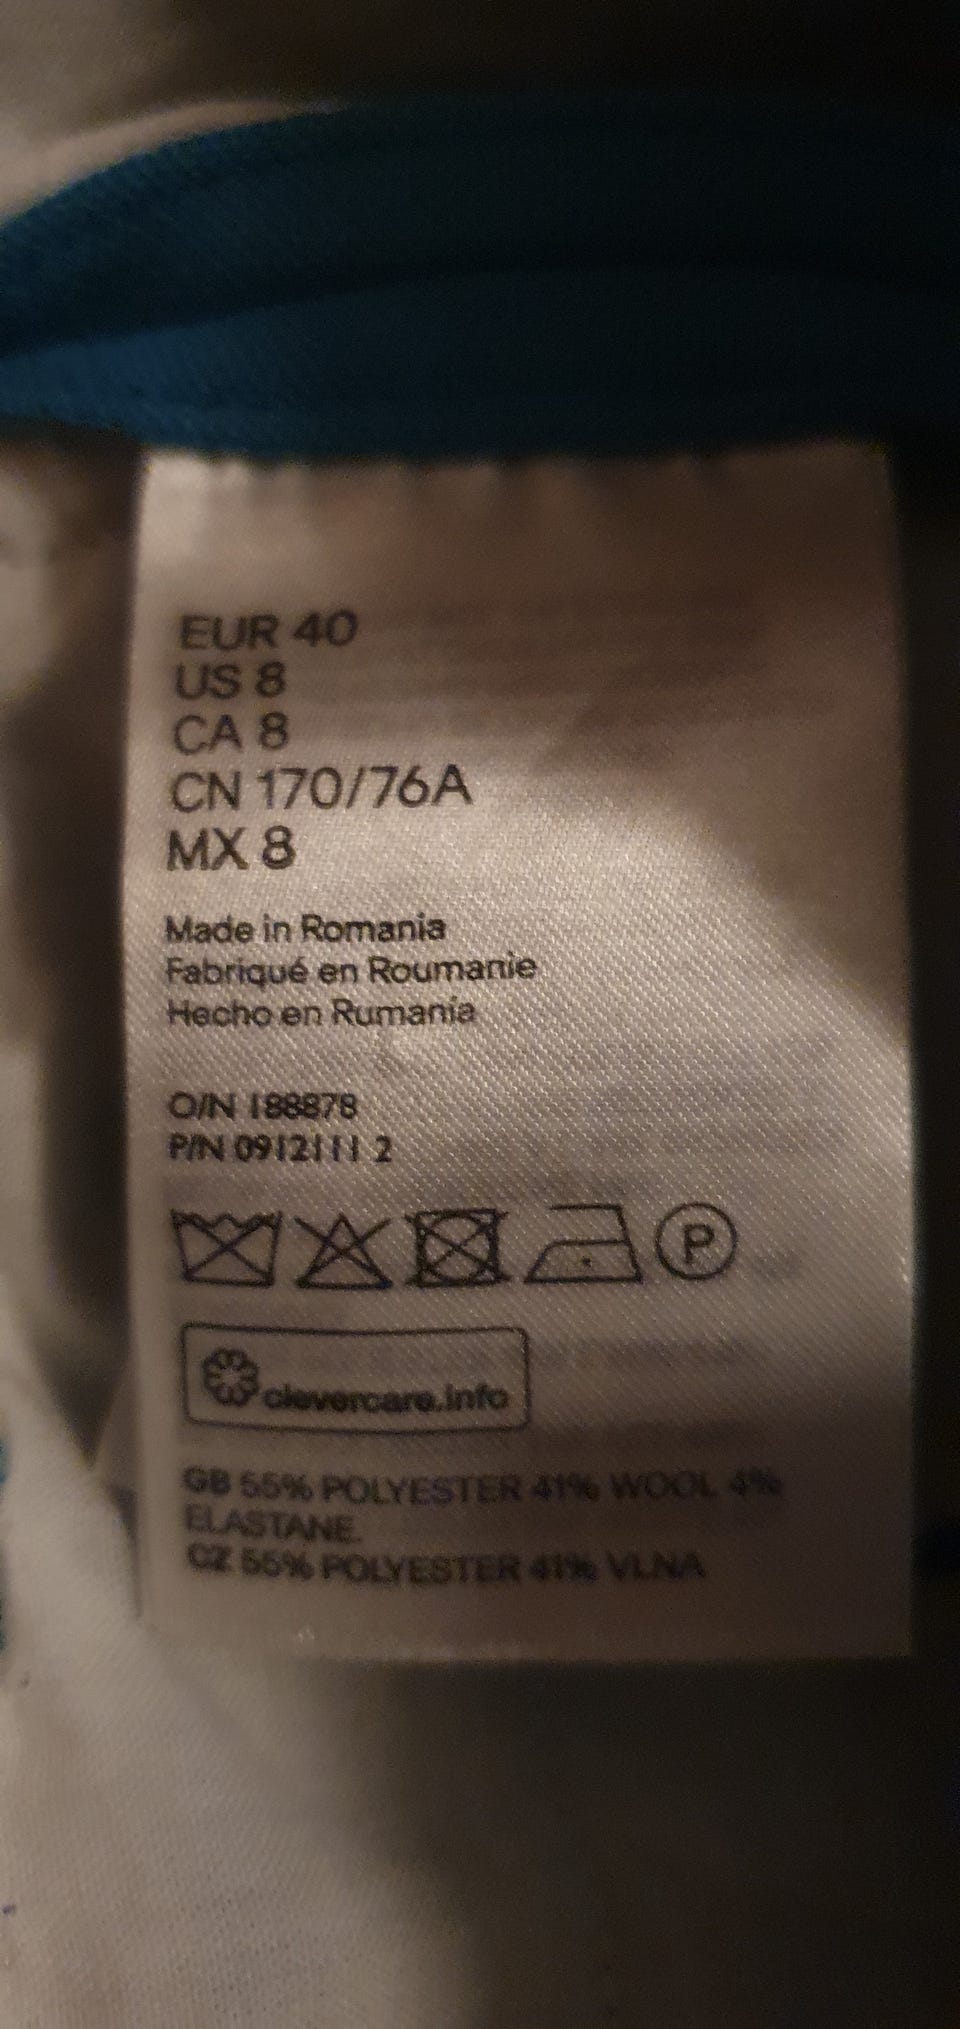 EUR 40
US 8
CA 8
CN 170/76A
MX 8
Made in Romania
Fabriqué en Roumanie
Hecho en Rumanía
O/N 188878
P/N 0912111 2
P
clevercare.info
GB 55% POLYESTER 41% WOOL 4%
ELASTANE.
CZ 55% POLYESTER 41% VLNA